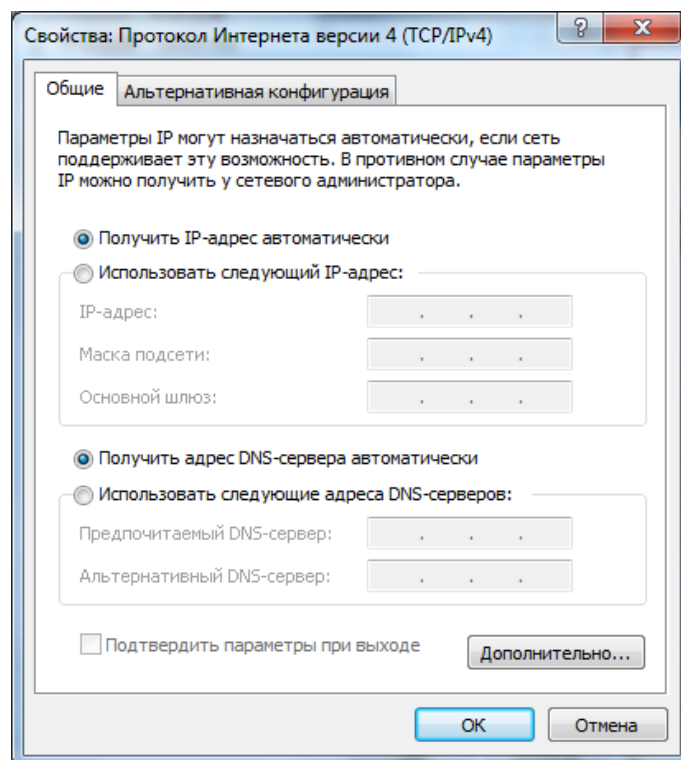 Свойства: Протокол Интернета версии 4 (TCP/IPv4)
Общие
Альтернативная конфигурация
Параметры IP могут назначаться автоматически, если сеть
поддерживает эту возможность. В противном случае параметры
IP можно получить у сетевого администратора.
Получить IP-адрес автоматически
Использовать следующий IP-адрес:
IP-адрес:
Маска подсети:
Основной шлюз:
Получить адрес DNS-сервера автоматически
Использовать следующие адреса DNS-серверов:
Предпочитаемый DNS-сервер:
Альтернативный DNS-сервер:
Подтвердить параметры при выходе
Дополнительно...
ОК
Отмена